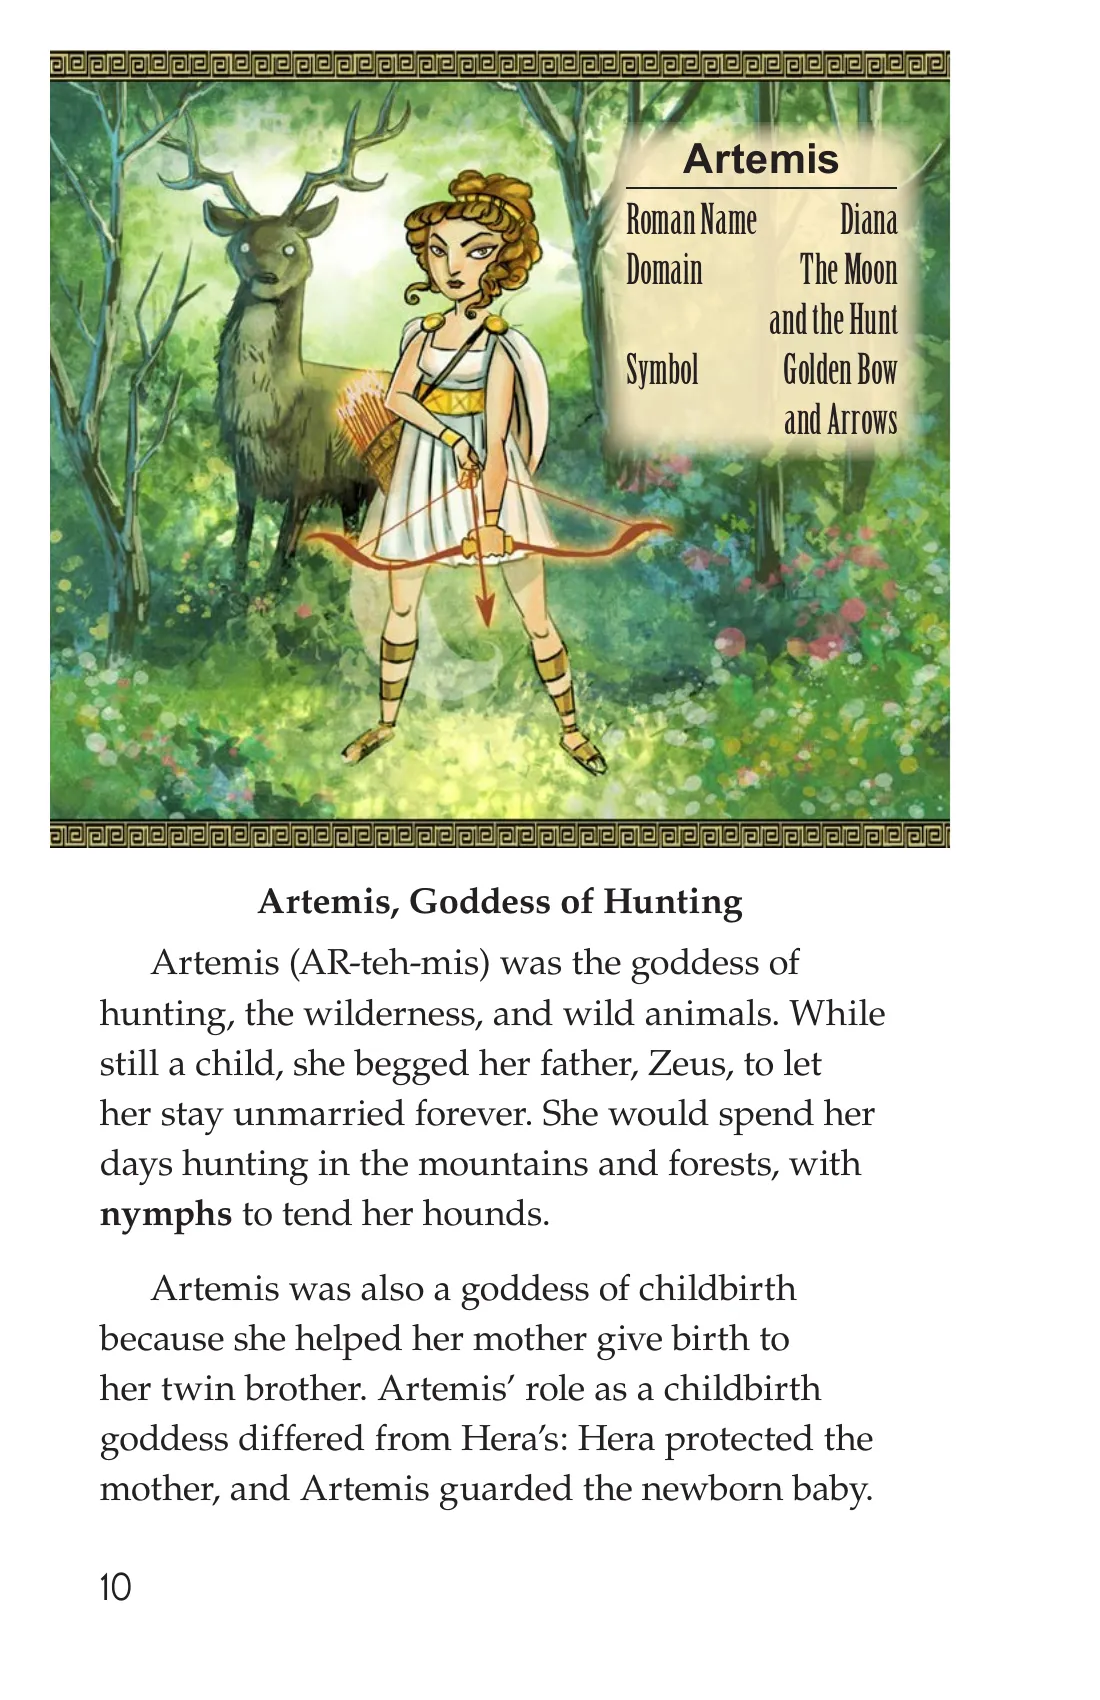 Artemis
Roman Name Diana
Domain The Moon
and the Hunt
Symbol Golden Bow
and Arrows
Artemis, Goddess of Hunting
Artemis (AR-teh-mis) was the goddess of
hunting, the wilderness, and wild animals. While
still a child, she begged her father, Zeus, to let
her stay unmarried forever. She would spend her
days hunting in the mountains and forests, with
nymphs to tend her hounds.
Artemis was also a goddess of childbirth
because she helped her mother give birth to
her twin brother. Artemis’ role as a childbirth
goddess differed from Hera’s: Hera protected the
mother, and Artemis guarded the newborn baby.
10